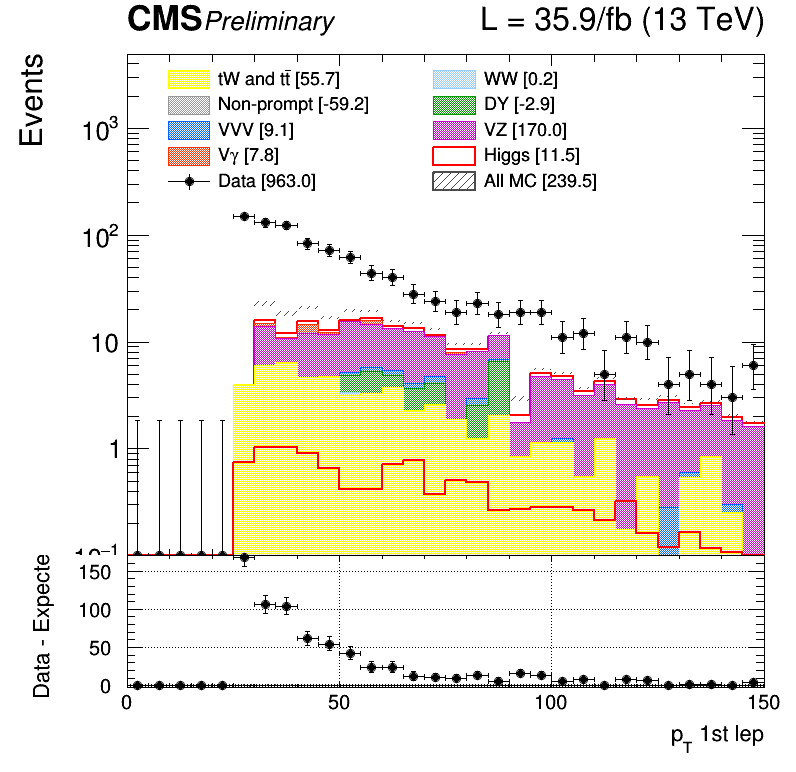 CMS Preliminary L = 35.9/fb (13 TeV)
Events
tW and tt̄ [55.7] WW [0.2]
Non-prompt [-59.2] DY [-2.9]
VVV [9.1] VZ [170.0]
Vγ [7.8] Higgs [11.5]
Data [963.0] All MC [239.5]
10³
10²
10
1
10⁻¹
Data - Expecte
150
100
50
0
0 50 100 150
p_T 1st lep